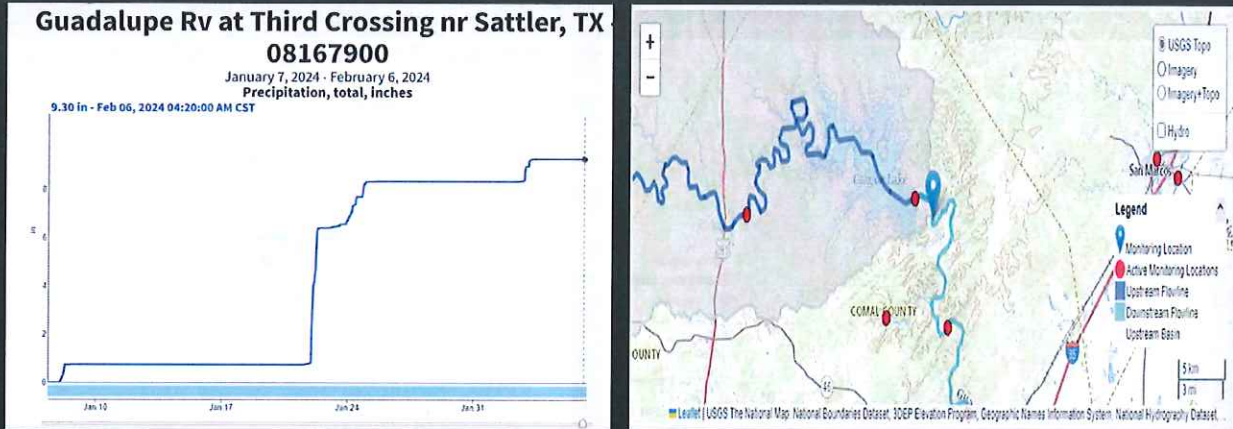 Guadalupe Rv at Third Crossing nr Sattler, TX -
08167900
January 7, 2024 - February 6, 2024
Precipitation, total, inches
9.30 in - Feb 06, 2024 04:20:00 AM CST
8
6
4
2
0
in
Jan 10
Jan 17
Jan 24
Jan 31
+
−
USGS Topo
Imagery
Imagery+Topo
Hydro
San Marcos
Canyon Lake
Legend
Monitoring Location
Active Monitoring Locations
Upstream Flowline
Downstream Flowline
Upstream Basin
COMAL COUNTY
OUNTY
46
35
5 km
3 mi
Leaflet | USGS The National Map: National Boundaries Dataset, 3DEP Elevation Program, Geographic Names Information System, National Hydrography Dataset, ...